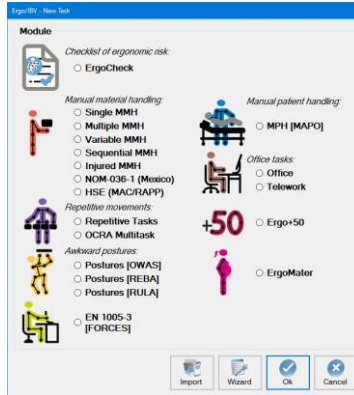 Ergo/IBV - New Task
Module
Checklist of ergonomic risk:
ErgoCheck
Manual material handling:
Single MMH
Multiple MMH
Variable MMH
Sequential MMH
Injured MMH
NOM-036-1 (Mexico)
HSE (MAC/RAPP)
Repetitive movements:
Repetitive Tasks
OCRA Multitask
Awkward postures:
Postures [OWAS]
Postures [REBA]
Postures [RULA]
EN 1005-3
[FORCES]
Manual patient handling:
MPH [MAPO]
Office tasks:
Office
Telework
+50
Ergo+50
ErgoMater
Import
Wizard
Ok
Cancel